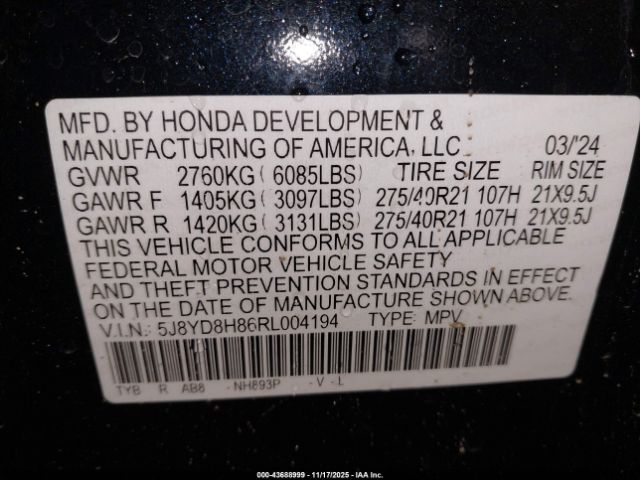 MFD. BY HONDA DEVELOPMENT &
MANUFACTURING OF AMERICA, LLC 03/'24
GVWR 2760KG ( 6085LBS) TIRE SIZE RIM SIZE
GAWR F 1405KG ( 3097LBS) 275/40R21 107H 21X9.5J
GAWR R 1420KG ( 3131LBS) 275/40R21 107H 21X9.5J
THIS VEHICLE CONFORMS TO ALL APPLICABLE
FEDERAL MOTOR VEHICLE SAFETY
AND THEFT PREVENTION STANDARDS IN EFFECT
ON THE DATE OF MANUFACTURE SHOWN ABOVE.
V.I.N.: 5J8YD8H86RL004194 TYPE: MPV
TYB R AB8 -NH893P -V -L
000-43688999 - 11/17/2025 - IAA Inc.